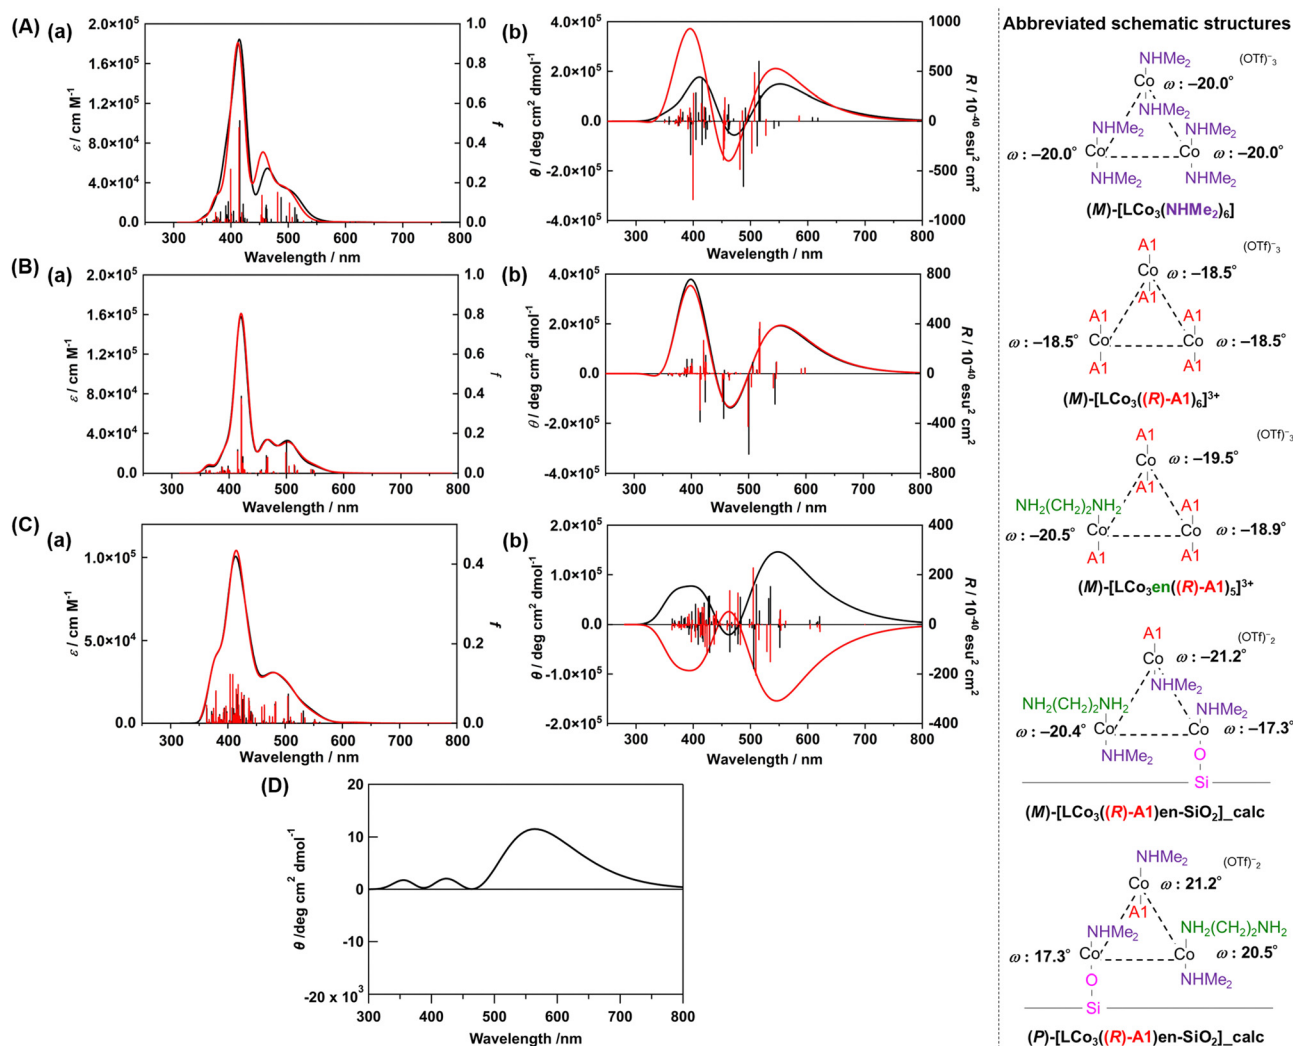 (A)
(a)
2.0×10⁵
1.6×10⁵
1.2×10⁵
8.0×10⁴
4.0×10⁴
0.0
ε / cm M⁻¹
1.0
0.8
0.6
0.4
0.2
0.0
f
300 400 500 600 700 800
Wavelength / nm
(b)
4.0×10⁵
2.0×10⁵
0.0
-2.0×10⁵
-4.0×10⁵
θ / deg cm² dmol⁻¹
1000
500
0
-500
-1000
R / 10⁻⁴⁰ esu² cm²
300 400 500 600 700 800
Wavelength / nm
(B)
(a)
2.0×10⁵
1.6×10⁵
1.2×10⁵
8.0×10⁴
4.0×10⁴
0.0
ε / cm M⁻¹
1.0
0.8
0.6
0.4
0.2
0.0
f
300 400 500 600 700 800
Wavelength / nm
(b)
4.0×10⁵
2.0×10⁵
0.0
-2.0×10⁵
-4.0×10⁵
θ / deg cm² dmol⁻¹
800
400
0
-400
-800
R / 10⁻⁴⁰ esu² cm²
300 400 500 600 700 800
Wavelength / nm
(C)
(a)
1.0×10⁵
5.0×10⁴
0.0
ε / cm M⁻¹
0.4
0.2
0.0
f
300 400 500 600 700 800
Wavelength / nm
(b)
2.0×10⁵
1.0×10⁵
0.0
-1.0×10⁵
-2.0×10⁵
θ / deg cm² dmol⁻¹
400
200
0
-200
-400
R / 10⁻⁴⁰ esu² cm²
300 400 500 600 700 800
Wavelength / nm
(D)
20
10
0
-10
-20 x 10³
θ /deg cm² dmol⁻¹
300 400 500 600 700 800
Wavelength /nm
Abbreviated schematic structures
NHMe₂ (OTf)⁻₃
Co ω : −20.0°
NHMe₂
NHMe₂ NHMe₂
ω : −20.0° Co Co ω : −20.0°
NHMe₂ NHMe₂
(M)-[LCo₃(NHMe₂)₆]
A1 (OTf)⁻₃
Co ω : −18.5°
A1
A1 A1
ω : −18.5° Co Co ω : −18.5°
A1 A1
(M)-[LCo₃((R)-A1)₆]³⁺
A1 (OTf)⁻₃
Co ω : −19.5°
A1
NH₂(CH₂)₂NH₂ A1
ω : −20.5° Co Co ω : −18.9°
A1 A1
(M)-[LCo₃en((R)-A1)₅]³⁺
A1 (OTf)⁻₂
Co ω : −21.2°
NHMe₂
NH₂(CH₂)₂NH₂ NHMe₂
ω : −20.4° Co Co ω : −17.3°
NHMe₂ O
Si
(M)-[LCo₃((R)-A1)en-SiO₂]_calc
NHMe₂ (OTf)⁻₂
Co ω : 21.2°
A1
NHMe₂ NH₂(CH₂)₂NH₂
ω : 17.3° Co Co ω : 20.5°
O NHMe₂
Si
(P)-[LCo₃((R)-A1)en-SiO₂]_calc